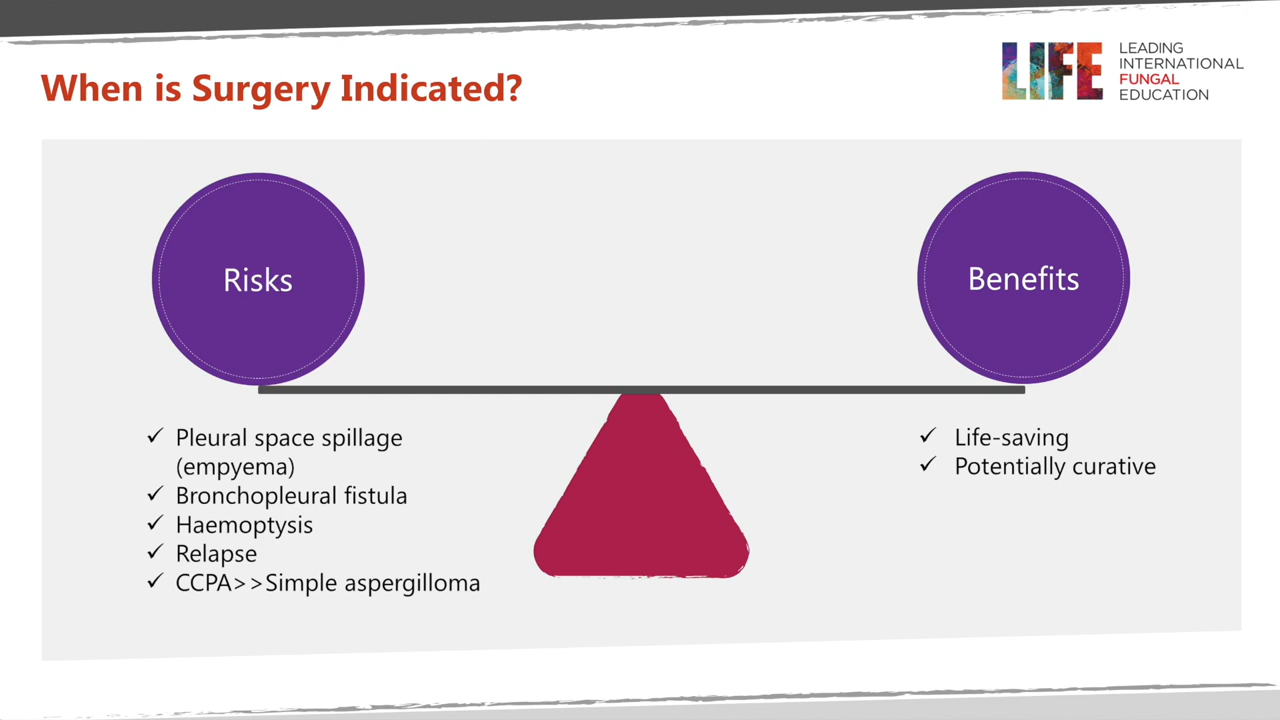 When is Surgery Indicated?
LIFE
LEADING
INTERNATIONAL
FUNGAL
EDUCATION
Risks
Benefits
✓ Pleural space spillage
(empyema)
✓ Bronchopleural fistula
✓ Haemoptysis
✓ Relapse
✓ CCPA>>Simple aspergilloma
✓ Life-saving
✓ Potentially curative